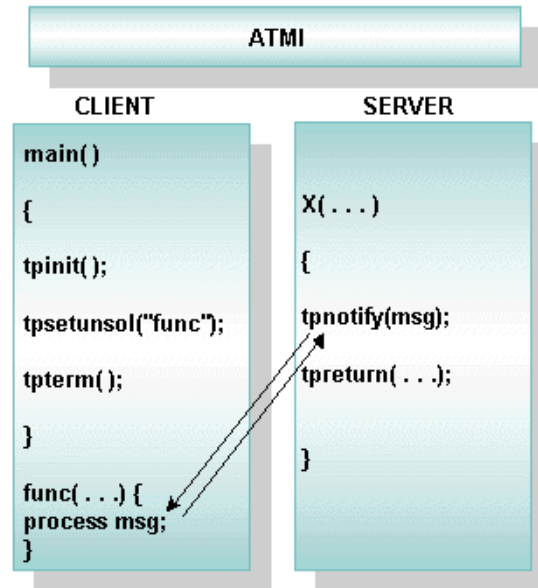 ATMI
CLIENT
main( )
{
tpinit( );
tpsetunsol("func");
tpterm( );
}
func( . . .) {
process msg;
}
SERVER
X( . . . )
{
tpnotify(msg);
tpreturn( . . .);
}